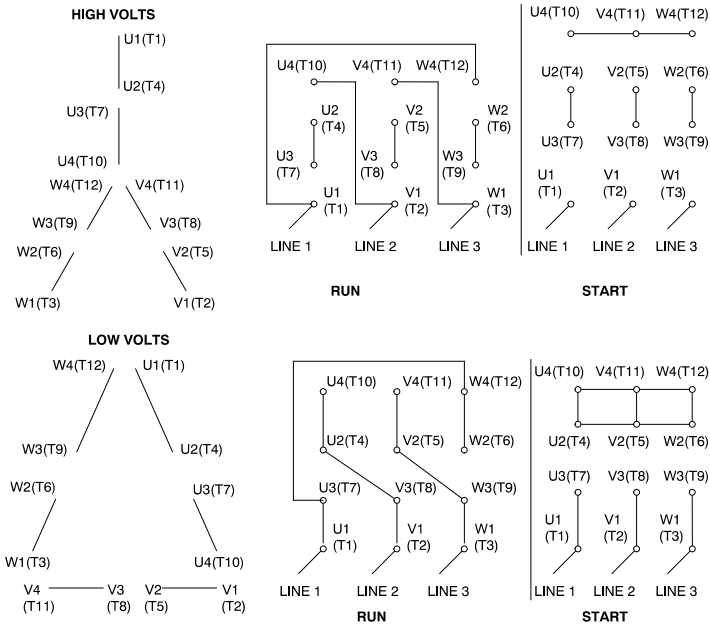 HIGH VOLTS
U1(T1)
U2(T4)
U3(T7)
U4(T10)
W4(T12) V4(T11)
W3(T9) V3(T8)
W2(T6) V2(T5)
W1(T3) V1(T2)
U4(T10) V4(T11) W4(T12)
U2 (T4) V2 (T5) W2 (T6)
U3 (T7) V3 (T8) W3 (T9)
U1 (T1) V1 (T2) W1 (T3)
LINE 1 LINE 2 LINE 3
RUN
U4(T10) V4(T11) W4(T12)
U2(T4) V2(T5) W2(T6)
U3(T7) V3(T8) W3(T9)
U1 (T1) V1 (T2) W1 (T3)
LINE 1 LINE 2 LINE 3
START
LOW VOLTS
W4(T12) U1(T1)
W3(T9) U2(T4)
W2(T6) U3(T7)
W1(T3) U4(T10)
V4 (T11) V3 (T8) V2 (T5) V1 (T2)
U4(T10) V4(T11) W4(T12)
U2(T4) V2(T5) W2(T6)
U3(T7) V3(T8) W3(T9)
U1 (T1) V1 (T2) W1 (T3)
LINE 1 LINE 2 LINE 3
RUN
U4(T10) V4(T11) W4(T12)
U2(T4) V2(T5) W2(T6)
U3(T7) V3(T8) W3(T9)
U1 (T1) V1 (T2) W1 (T3)
LINE 1 LINE 2 LINE 3
START